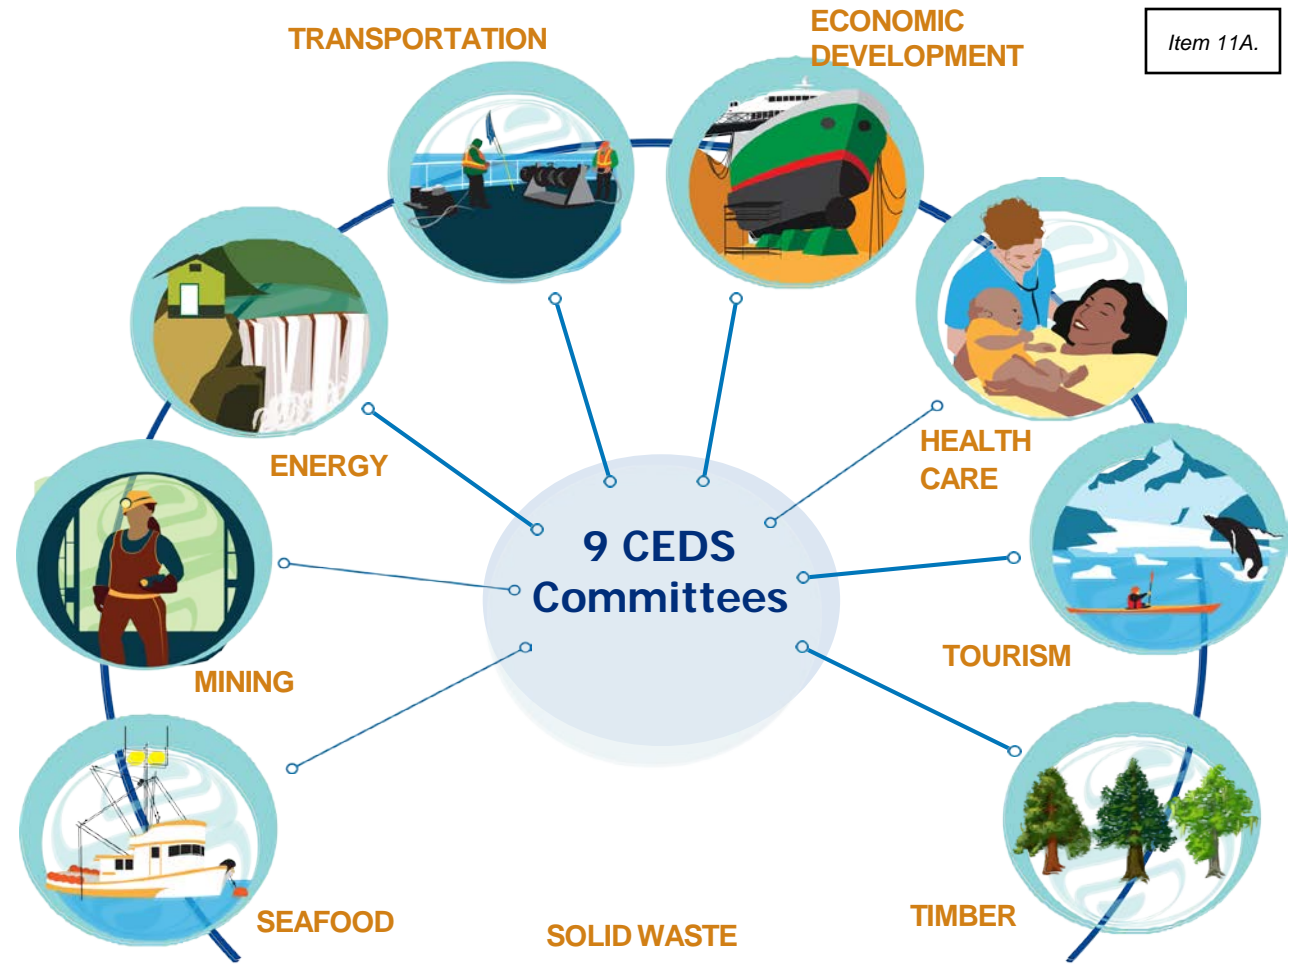 TRANSPORTATION
ECONOMIC
DEVELOPMENT
Item 11A.
ENERGY
HEALTH
CARE
9 CEDS
Committees
MINING
TOURISM
SEAFOOD
SOLID WASTE
TIMBER